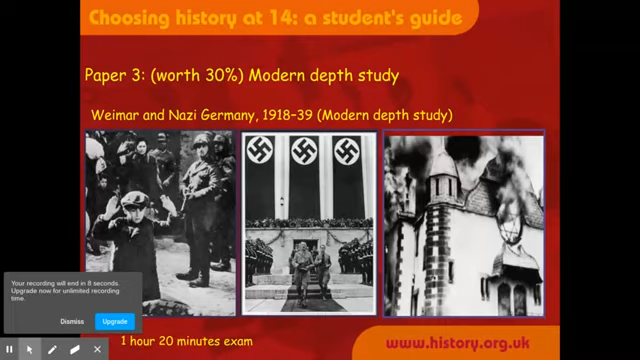 Choosing history at 14: a student's guide
Paper 3: (worth 30%) Modern depth study
Weimar and Nazi Germany, 1918–39 (Modern depth study)
Your recording will end in 8 seconds.
Upgrade now for unlimited recording
time.
Dismiss
Upgrade
1 hour 20 minutes exam
www.history.org.uk